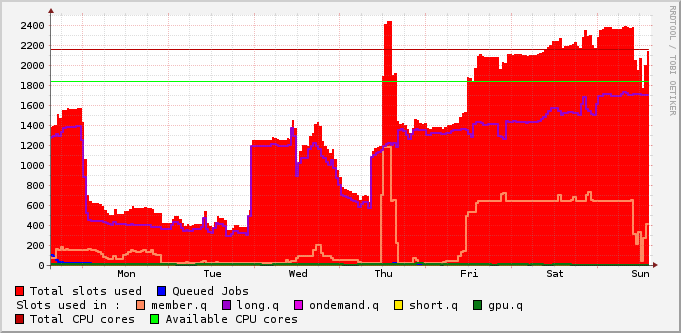 2400
2200
2000
1800
1600
1400
1200
1000
800
600
400
200
0
Mon Tue Wed Thu Fri Sat Sun
RRDTOOL / TOBI OETIKER
Total slots used Queued Jobs
Slots used in : member.q long.q ondemand.q short.q gpu.q
Total CPU cores Available CPU cores